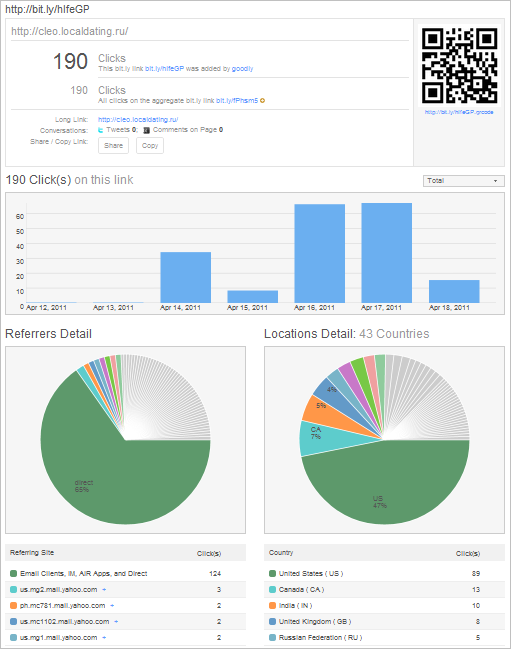 http://bit.ly/hIfeGP
http://cleo.localdating.ru/
190 Clicks
This bit.ly link bit.ly/hIfeGP was added by goodly
190 Clicks
All clicks on the aggregate bit.ly link bit.ly/fPhsmS
Long Link: http://cleo.localdating.ru/
Conversations: Tweets 0; Comments on Page 0
Share / Copy Link: Share Copy
http://bit.ly/hIfeGP.qrcode
190 Click(s) on this link
Total
60
50
40
30
20
10
0
Apr 12, 2011 Apr 13, 2011 Apr 14, 2011 Apr 15, 2011 Apr 16, 2011 Apr 17, 2011 Apr 18, 2011
Referrers Detail
direct
65%
Referring Site Click(s)
Email Clients, IM, AIR Apps, and Direct 124
us.mg2.mail.yahoo.com 3
ph.mc781.mail.yahoo.com 2
us.mc1102.mail.yahoo.com 2
us.mg1.mail.yahoo.com 2
Locations Detail: 43 Countries
4%
5%
CA
7%
US
47%
Country Click(s)
United States ( US ) 89
Canada ( CA ) 13
India ( IN ) 10
United Kingdom ( GB ) 8
Russian Federation ( RU ) 5